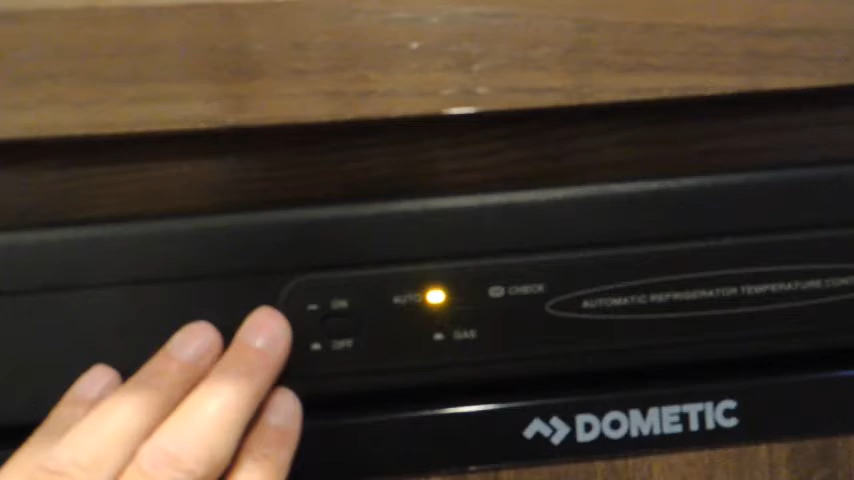 ON
AUTO
CHECK
AUTOMATIC REFRIGERATOR TEMPERATURE
OFF
GAS
DOMETIC